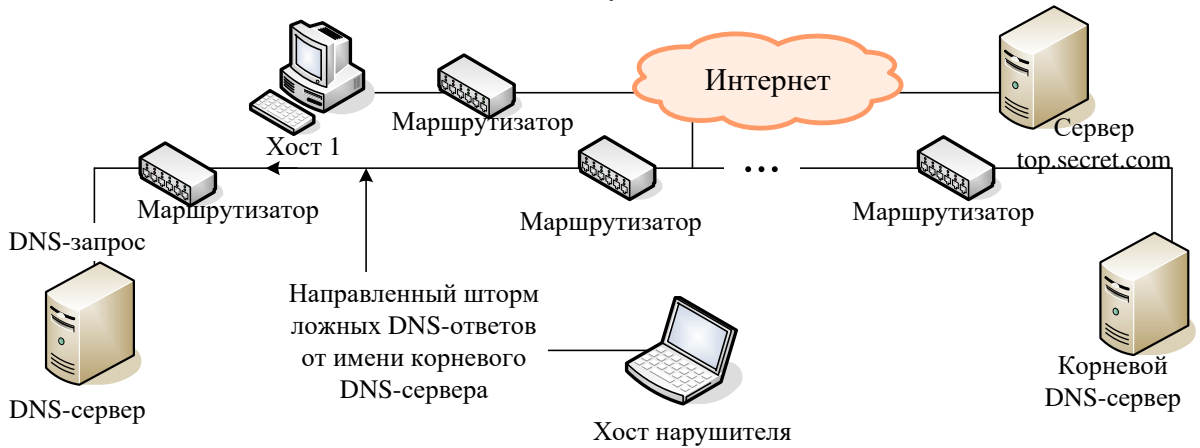 Интернет
Маршрутизатор
Хост 1
Сервер
top.secret.com
Маршрутизатор
Маршрутизатор
Маршрутизатор
DNS-запрос
Направленный шторм
ложных DNS-ответов
от имени корневого
DNS-сервера
Корневой
DNS-сервер
DNS-сервер
Хост нарушителя